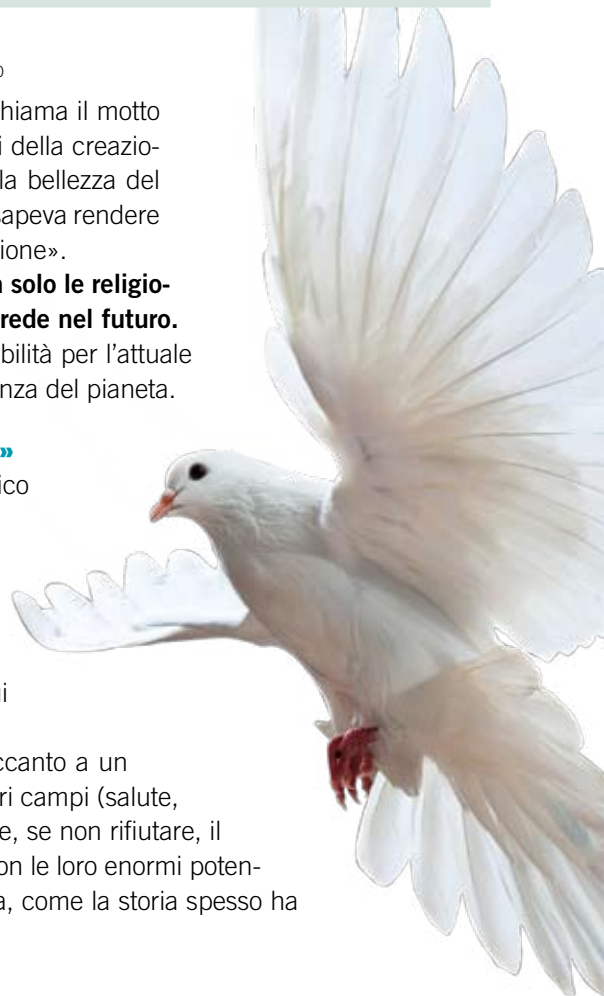 0
hiama il motto
i della creazio-
la bellezza del
sapeva rendere
ione».
solo le religio-
rede nel futuro.
bilità per l'attuale
nza del pianeta.
»
ico
i
ccanto a un
ri campi (salute,
e, se non rifiutare, il
on le loro enormi poten-
a, come la storia spesso ha